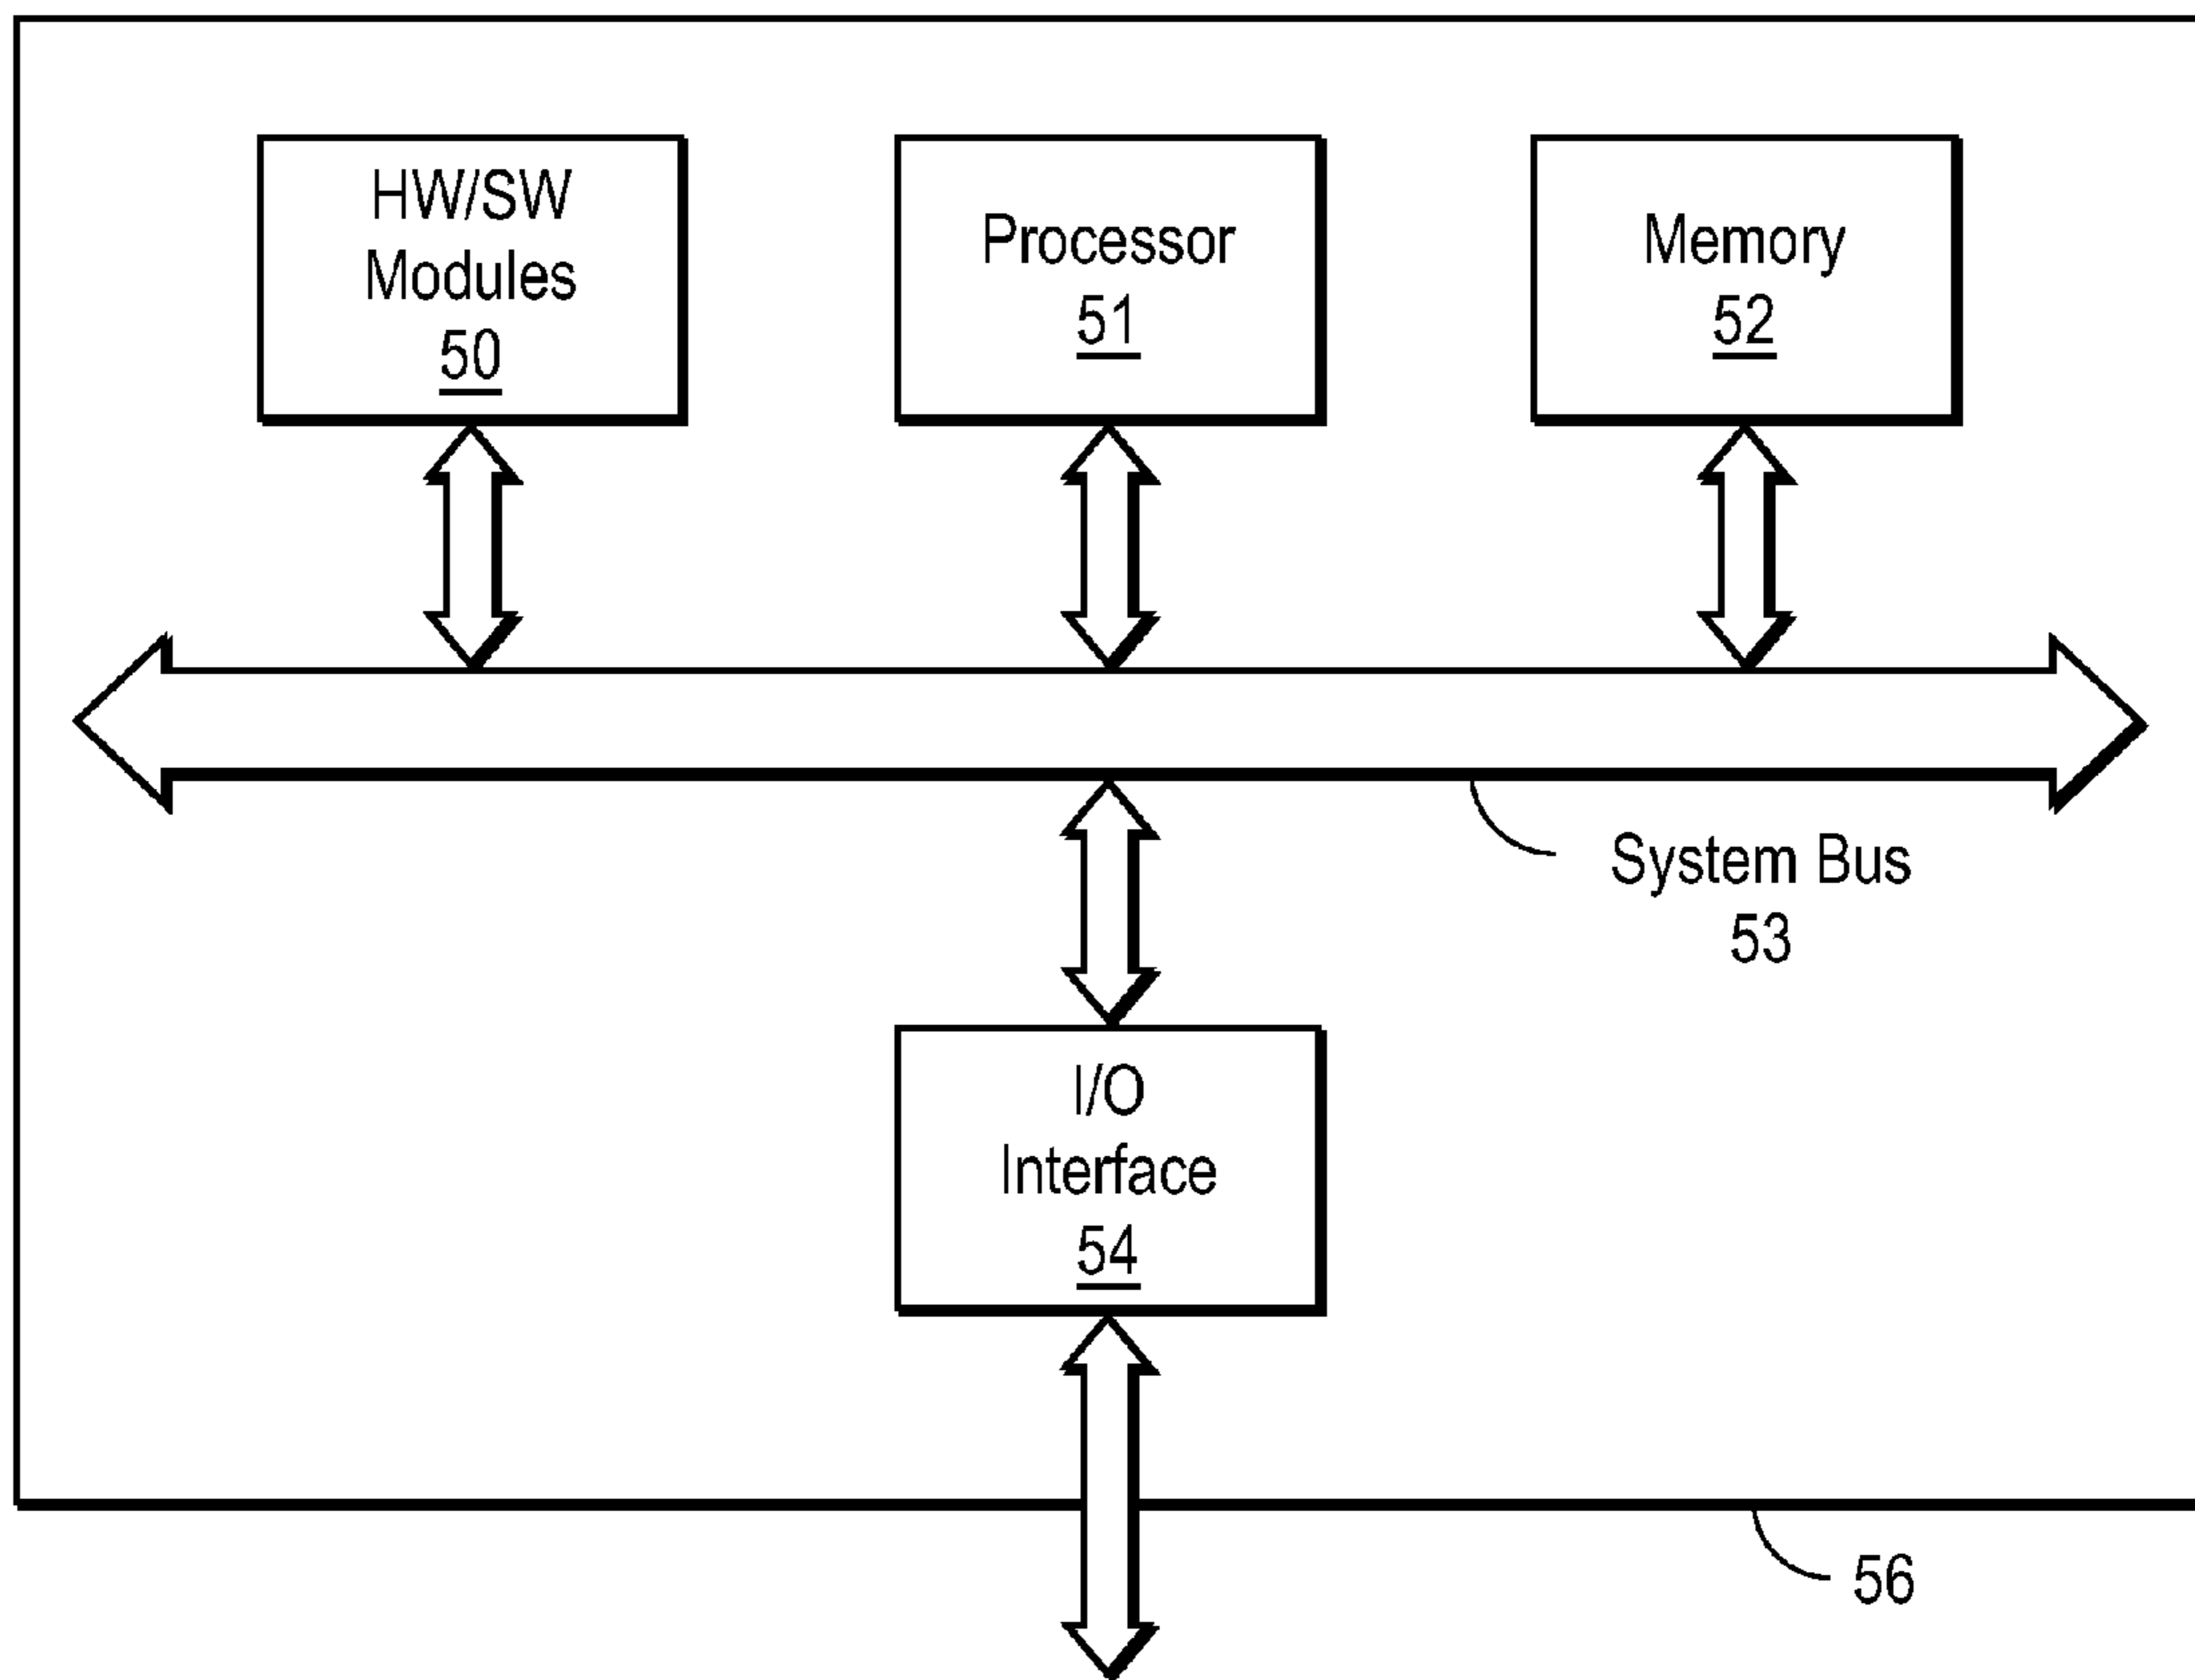 HW/SW
Modules
50
Processor
51
Memory
52
System Bus
53
I/O
Interface
54
56